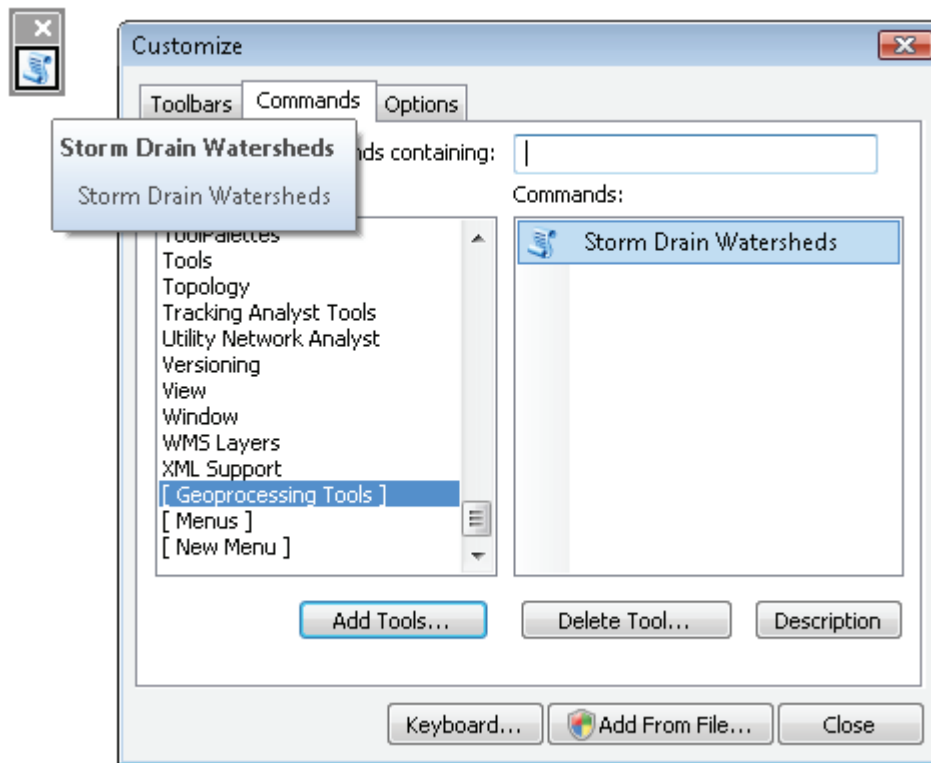 Customize
Toolbars Commands Options
Storm Drain Watersheds
Storm Drain Watersheds
nds containing:
Commands:
ToolPalettes
Tools
Topology
Tracking Analyst Tools
Utility Network Analyst
Versioning
View
Window
WMS Layers
XML Support
[ Geoprocessing Tools ]
[ Menus ]
[ New Menu ]
Storm Drain Watersheds
Add Tools... Delete Tool... Description
Keyboard... Add From File... Close